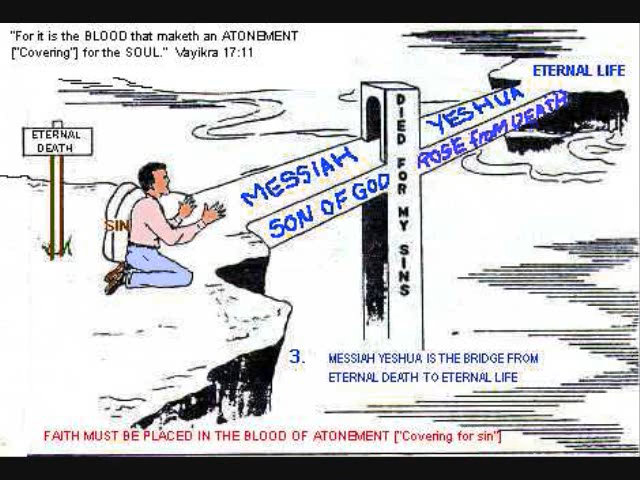 "For it is the BLOOD that maketh an ATONEMENT
["Covering"] for the SOUL." Vayikra 17:11
ETERNAL LIFE
ETERNAL
DEATH
SIN
MESSIAH
YESHUA
SON OF GOD
ROSE from DEATH
DIED FOR MY SINS
3. MESSIAH YESHUA IS THE BRIDGE FROM
ETERNAL DEATH TO ETERNAL LIFE
FAITH MUST BE PLACED IN THE BLOOD OF ATONEMENT ["Covering for sin"]